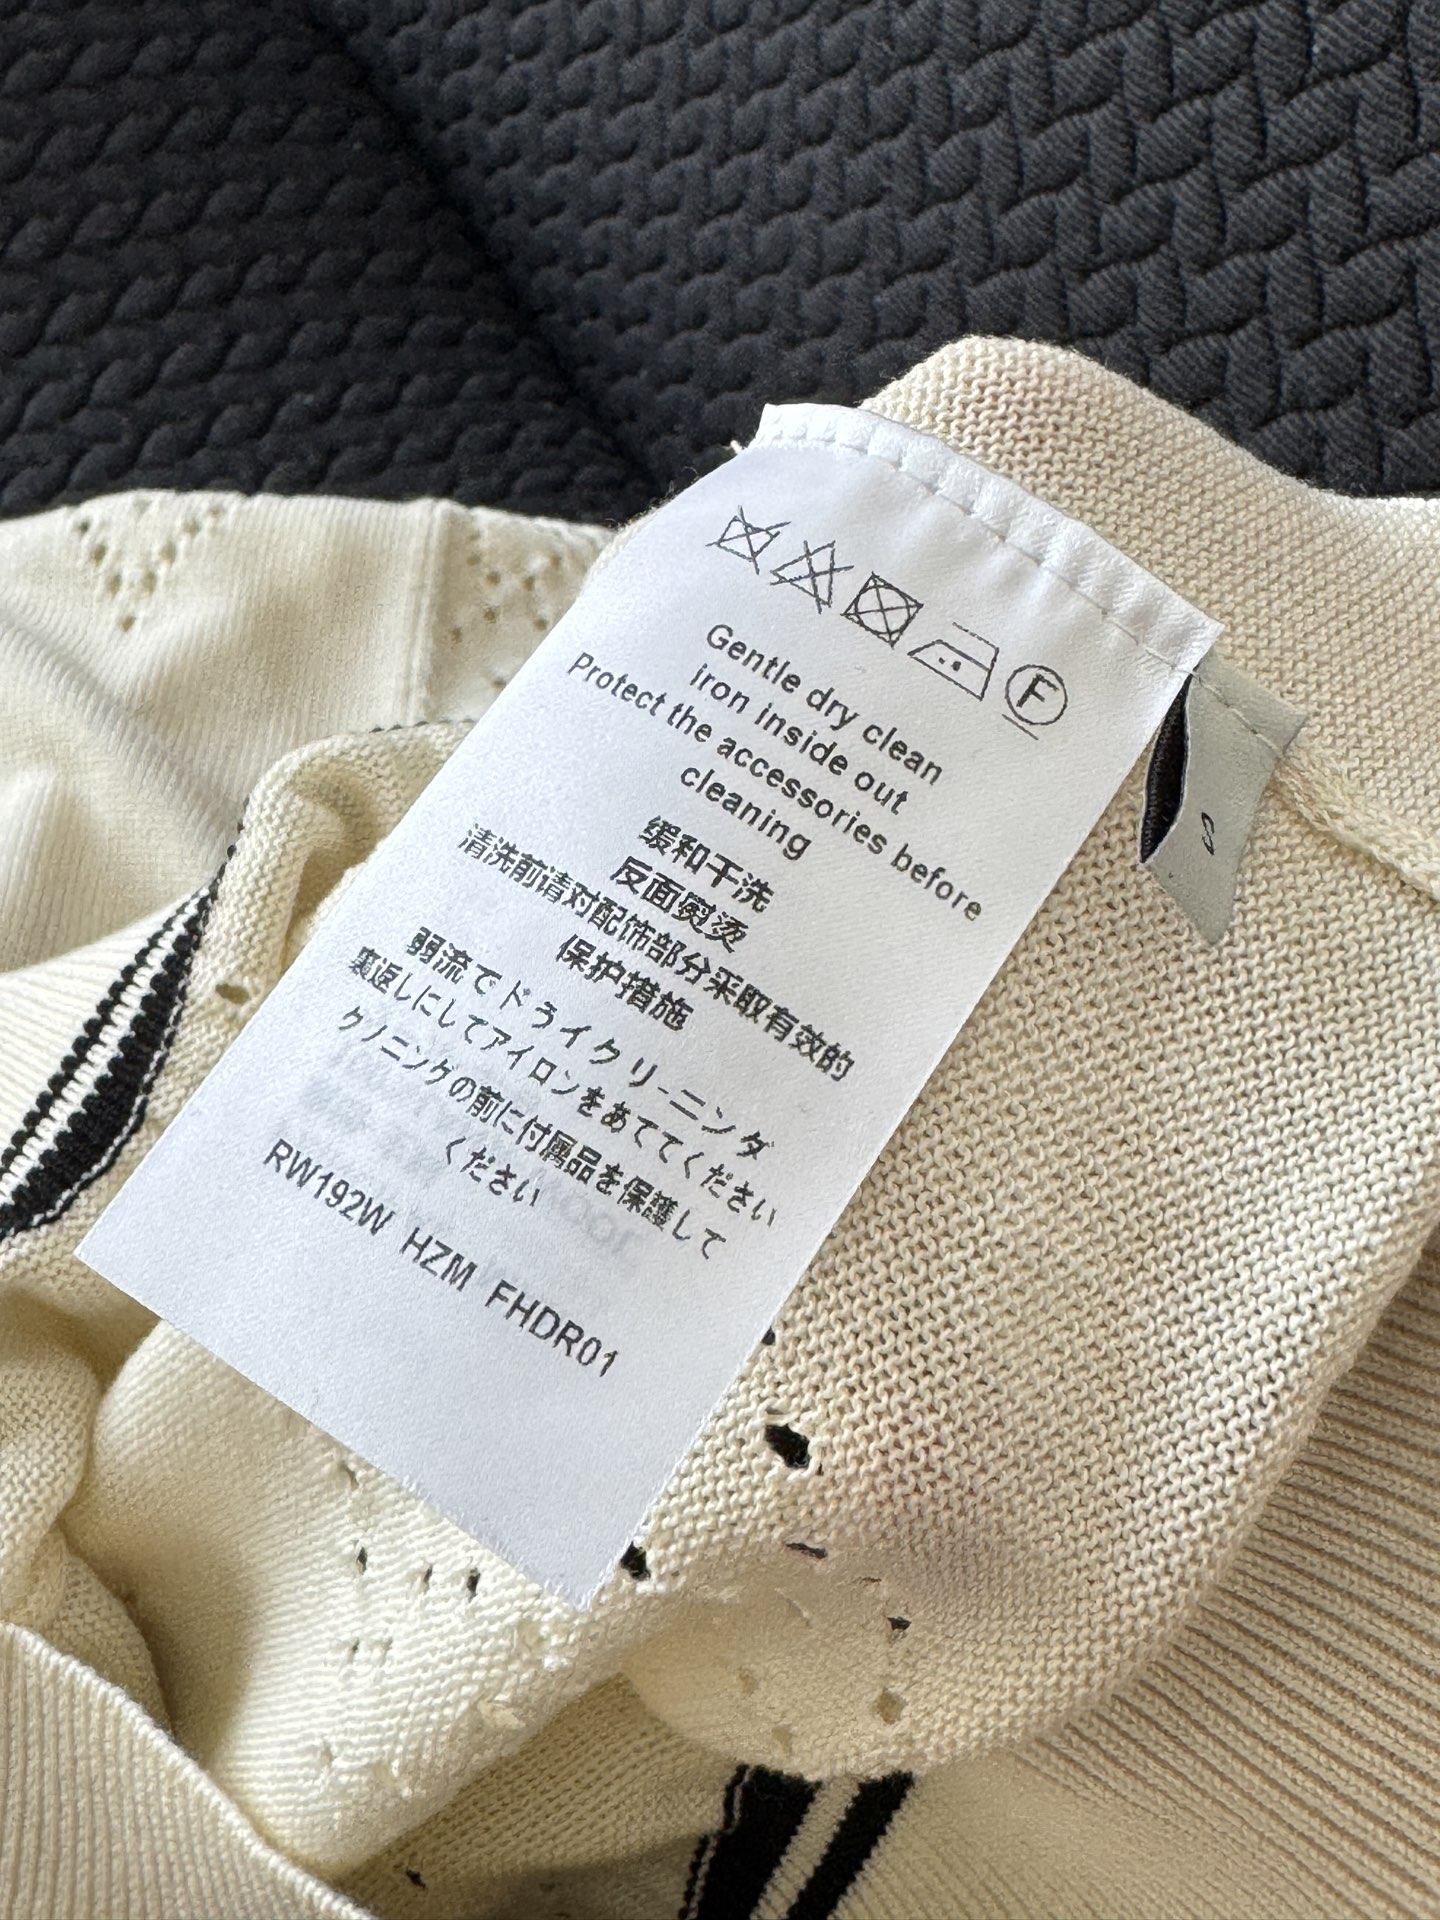 F
Gentle dry clean
iron inside out
Protect the accessories before
cleaning
缓和干洗
反面熨烫
清洗前请对配饰部分采取有效的
保护措施
弱流でドライクリ-ニンダ
裏返しにしてアイロンをあててください
クノニングの前に付属品を保護して
ください
RW192W HZM FHDR01
S